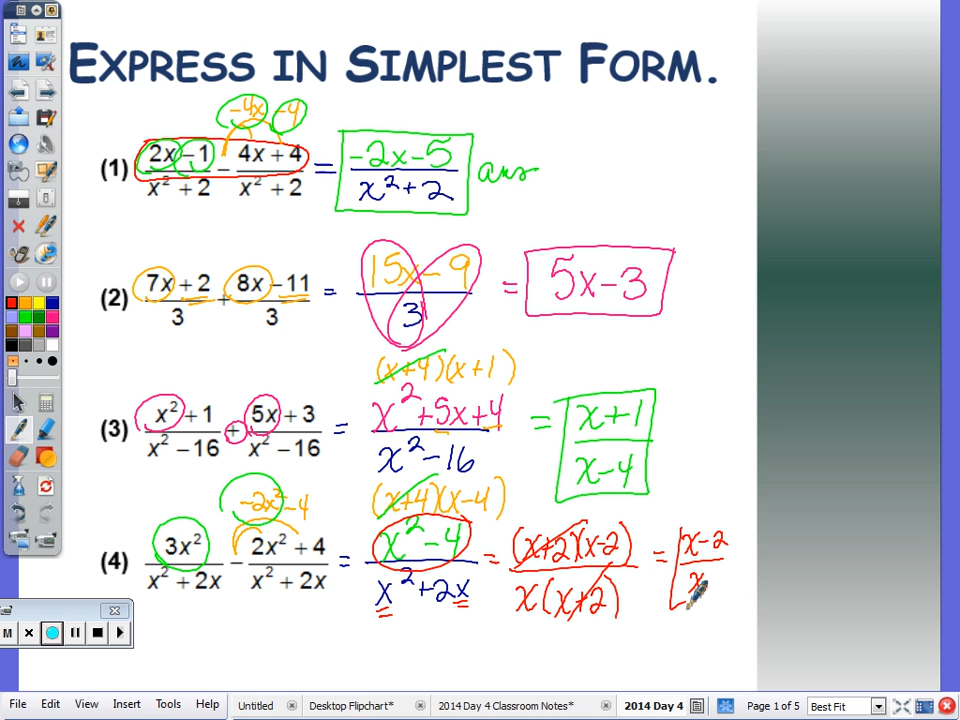 EXPRESS IN SIMPLEST FORM.
-4x -4
(1) (2x - 1)/(x² + 2) - (4x + 4)/(x² + 2) = (-2x - 5)/(x² + 2) ans
(2) (7x + 2)/3 + (8x - 11)/3 = (15x - 9)/3 = 5x - 3
(x+4)(x+1)
(3) (x² + 1)/(x² - 16) + (5x + 3)/(x² - 16) = (x² + 5x + 4)/(x² - 16) = (x + 1)/(x - 4)
(x+4)(x-4)
-2x² -4
(4) 3x²/(x² + 2x) - (2x² + 4)/(x² + 2x) = (x² - 4)/(x² + 2x) = (x+2)(x-2)/x(x+2) = (x-2)/x
M
File Edit View Insert Tools Help Untitled Desktop Flipchart* 2014 Day 4 Classroom Notes* 2014 Day 4 Page 1 of 5 Best Fit